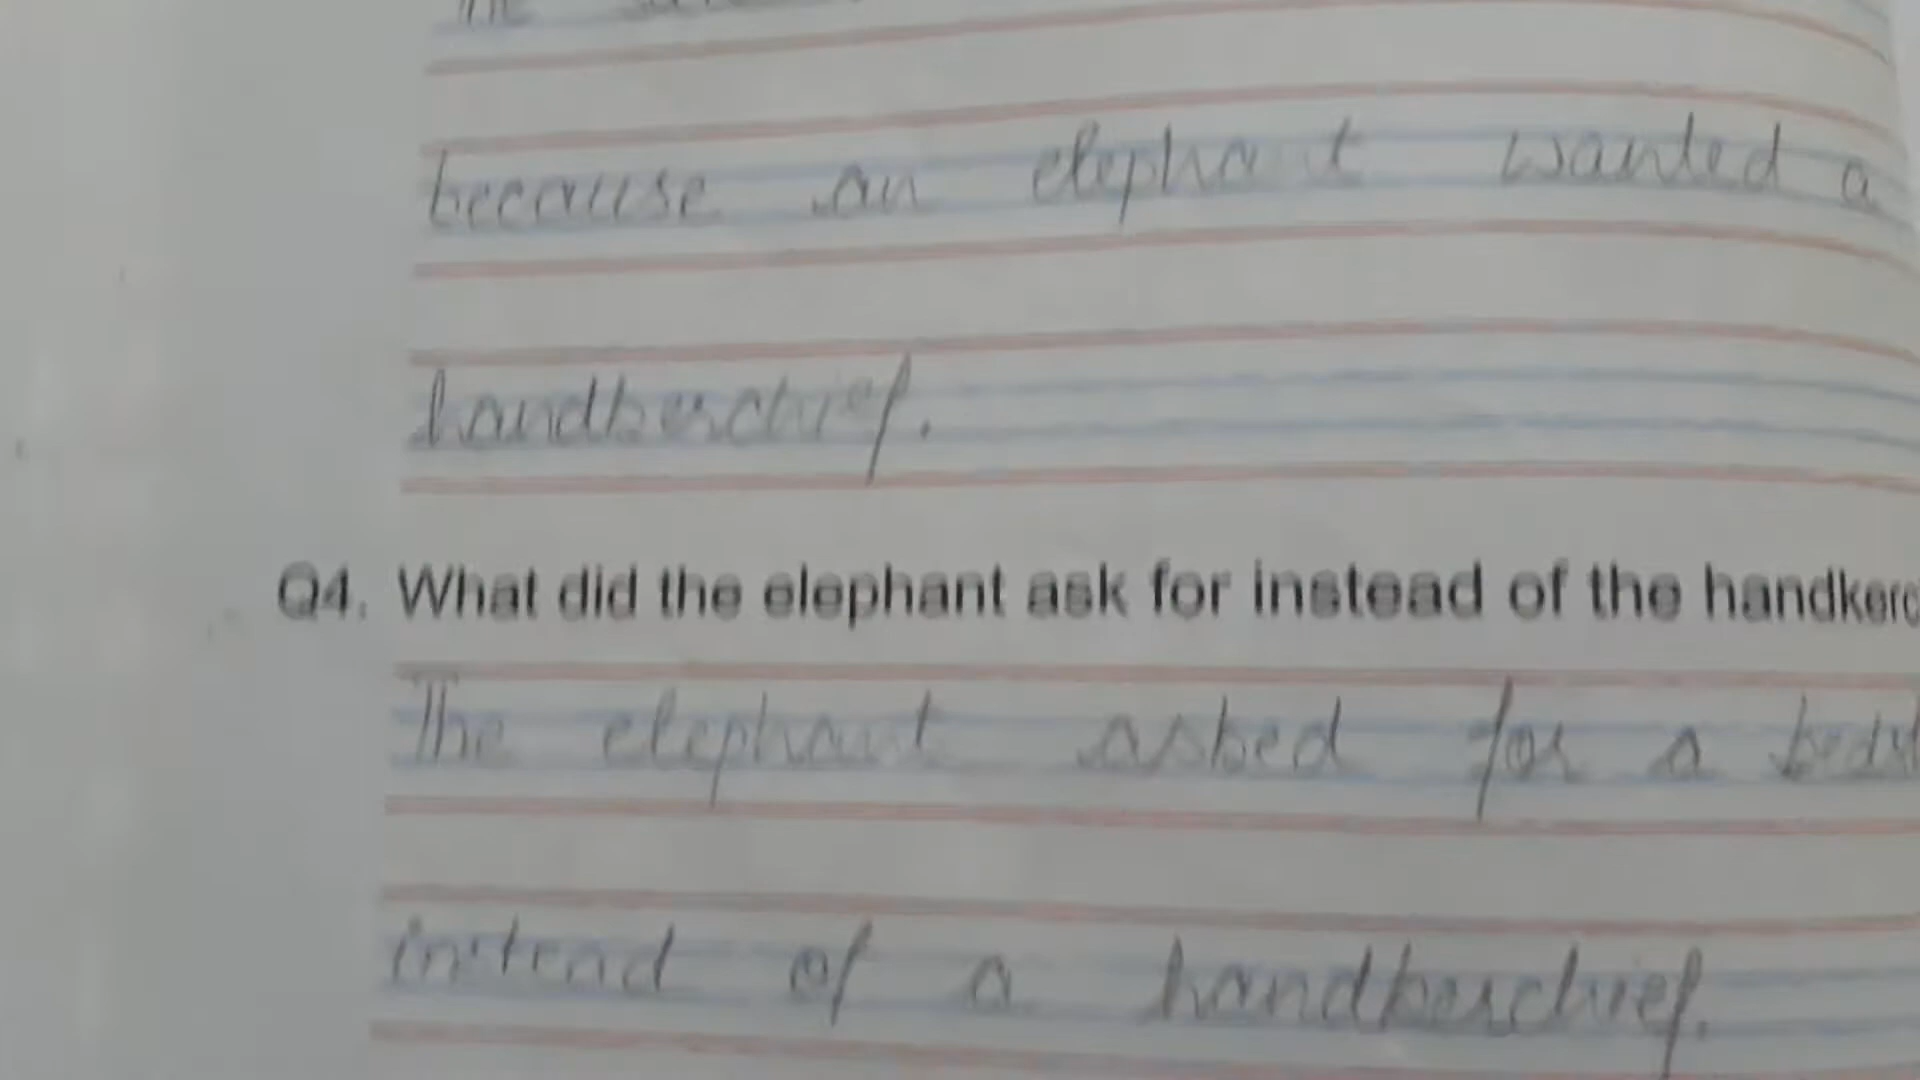 because an elephant wanted a
handkerchief.
Q4. What did the elephant ask for instead of the handkerc
The elephant asked for a
instead of a handkerchief.